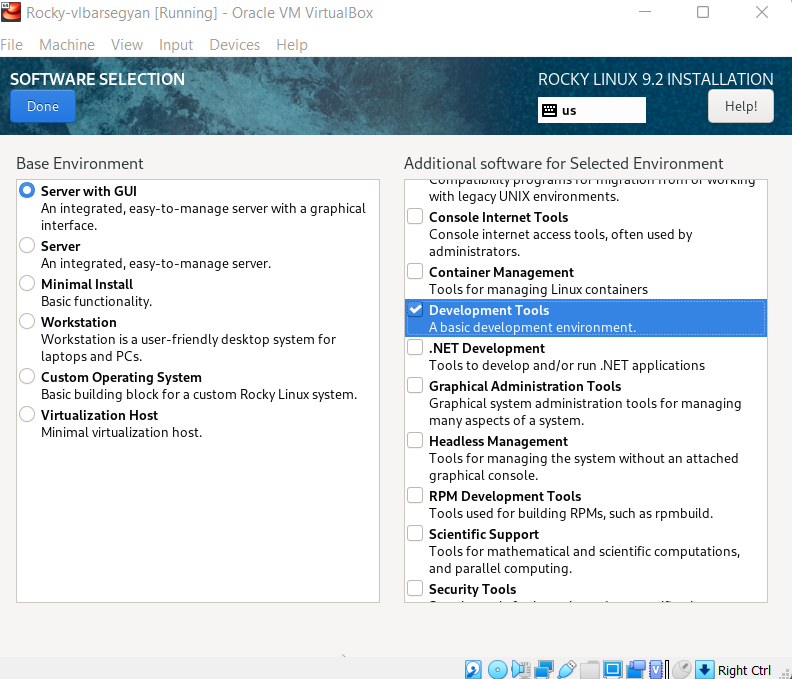 Rocky-vlbarsegyan [Running] - Oracle VM VirtualBox
File Machine View Input Devices Help
SOFTWARE SELECTION
ROCKY LINUX 9.2 INSTALLATION
Done
us
Help!
Base Environment
Server with GUI
An integrated, easy-to-manage server with a graphical
interface.
Server
An integrated, easy-to-manage server.
Minimal Install
Basic functionality.
Workstation
Workstation is a user-friendly desktop system for
laptops and PCs.
Custom Operating System
Basic building block for a custom Rocky Linux system.
Virtualization Host
Minimal virtualization host.
Additional software for Selected Environment
Compatibility programs for migration from or working
with legacy UNIX environments.
Console Internet Tools
Console internet access tools, often used by
administrators.
Container Management
Tools for managing Linux containers
Development Tools
A basic development environment.
.NET Development
Tools to develop and/or run .NET applications
Graphical Administration Tools
Graphical system administration tools for managing
many aspects of a system.
Headless Management
Tools for managing the system without an attached
graphical console.
RPM Development Tools
Tools used for building RPMs, such as rpmbuild.
Scientific Support
Tools for mathematical and scientific computations,
and parallel computing.
Security Tools
Right Ctrl